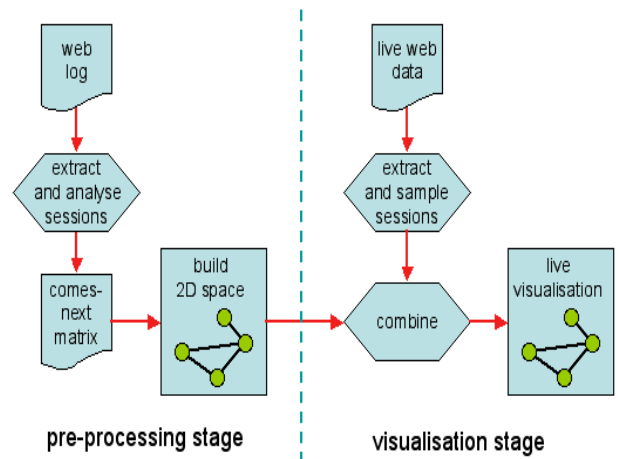 web
log
extract
and analyse
sessions
comes-
next
matrix
build
2D space
pre-processing stage
live web
data
extract
and sample
sessions
combine
live
visualisation
visualisation stage